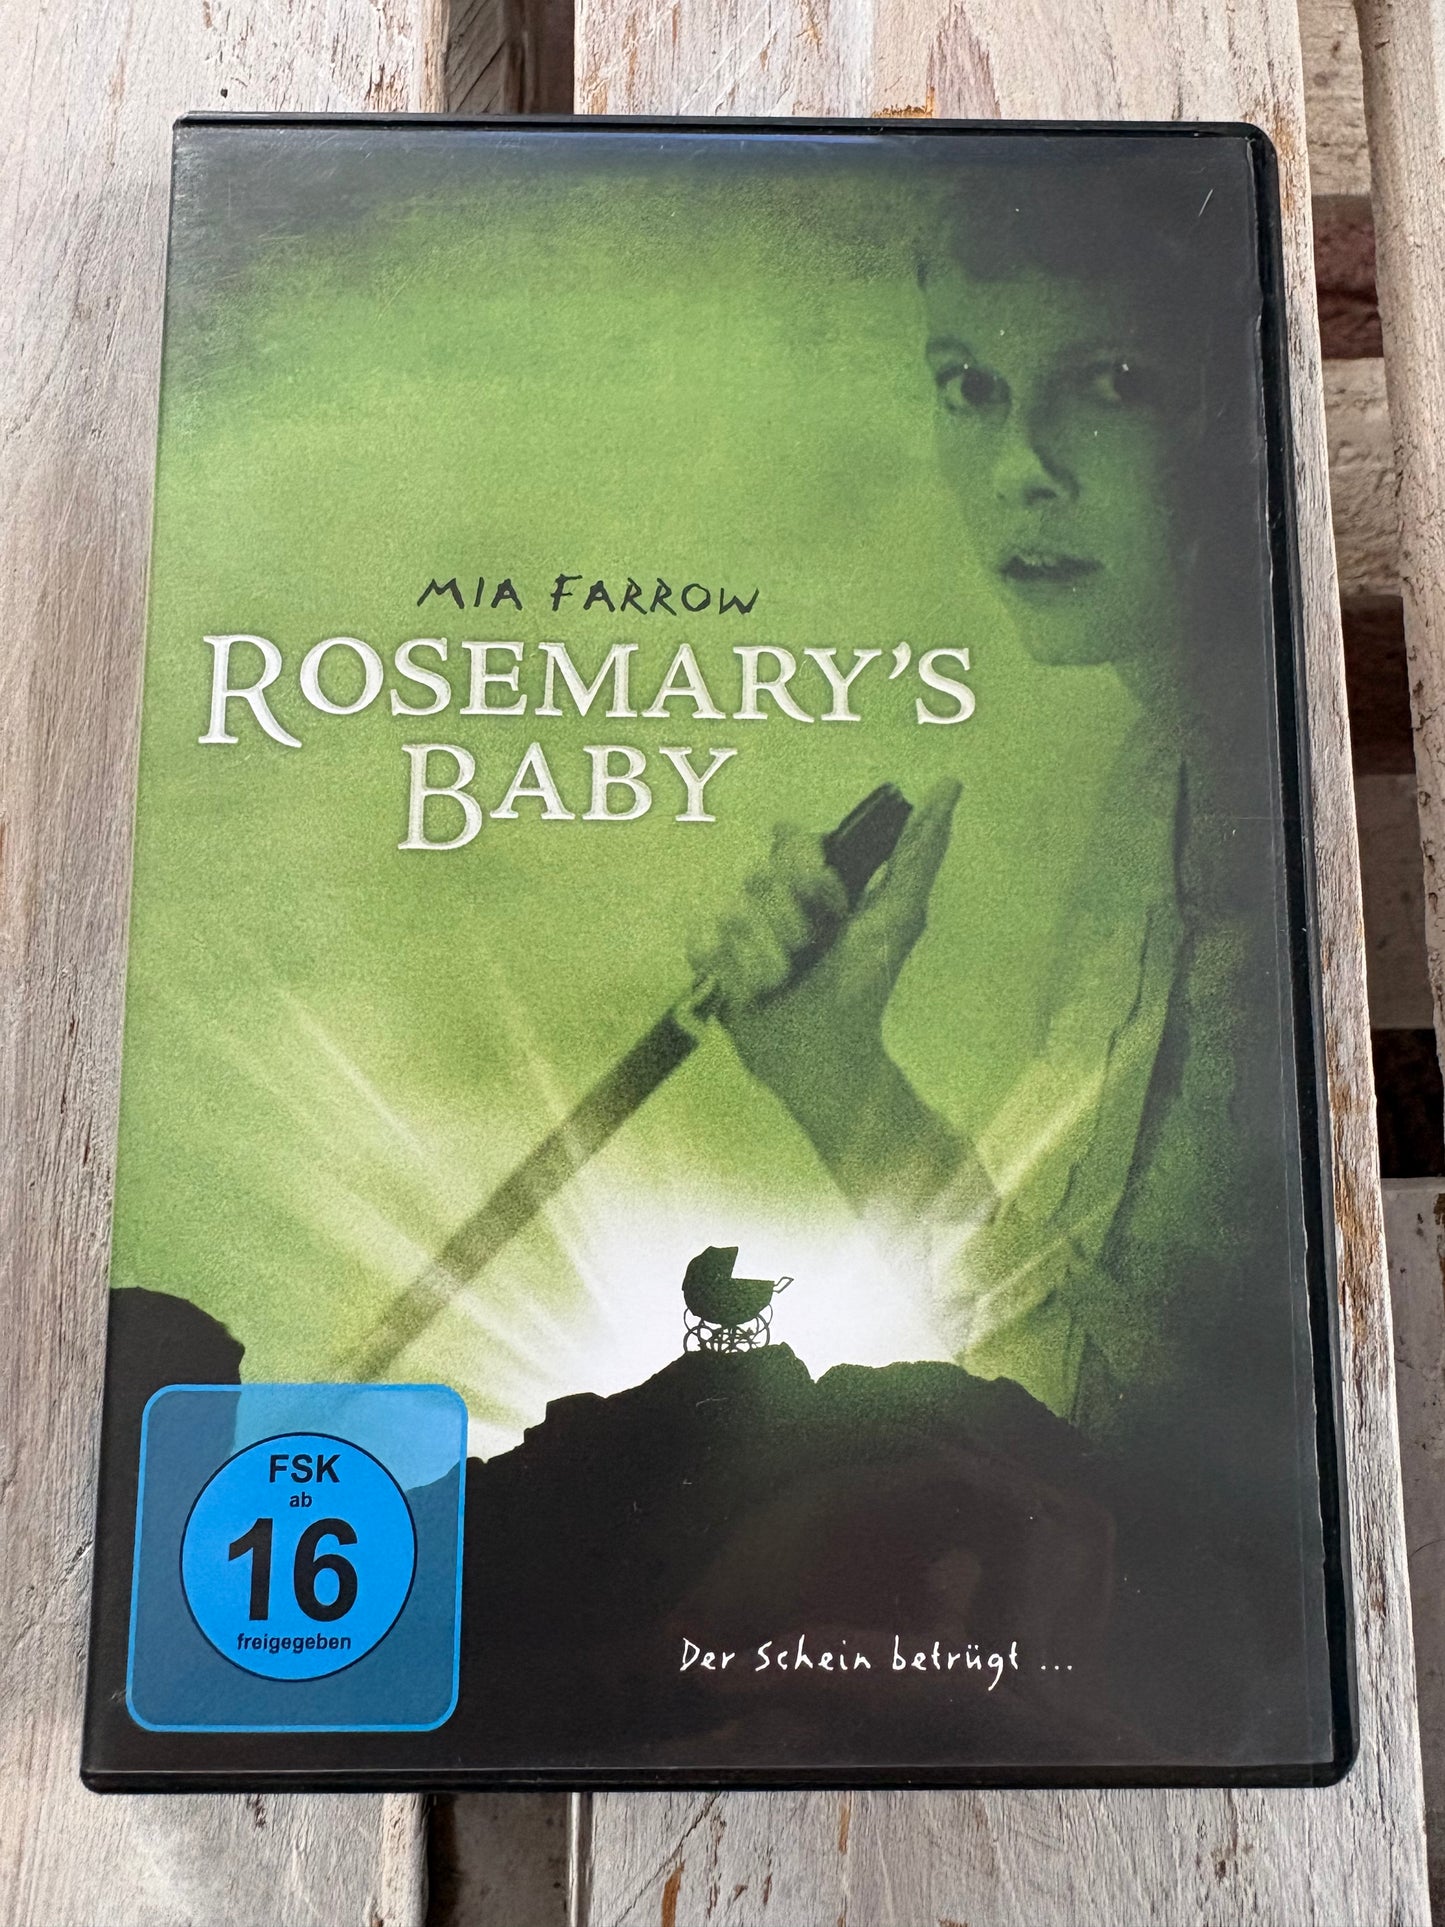 MIA FARROW
ROSEMARY'S
BABY
FSK
ab
16
freigegeben
Der Schein betrügt ...